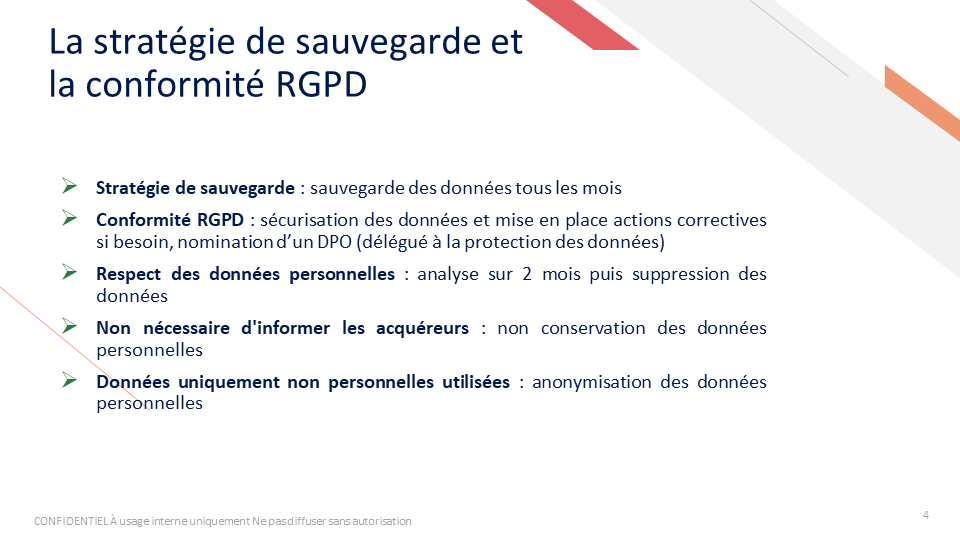 La stratégie de sauvegarde et
la conformité RGPD
➢ Stratégie de sauvegarde : sauvegarde des données tous les mois
➢ Conformité RGPD : sécurisation des données et mise en place actions correctives
si besoin, nomination d’un DPO (délégué à la protection des données)
➢ Respect des données personnelles : analyse sur 2 mois puis suppression des
données
➢ Non nécessaire d'informer les acquéreurs : non conservation des données
personnelles
➢ Données uniquement non personnelles utilisées : anonymisation des données
personnelles
CONFIDENTIEL À usage interne uniquement Ne pas diffuser sans autorisation
4